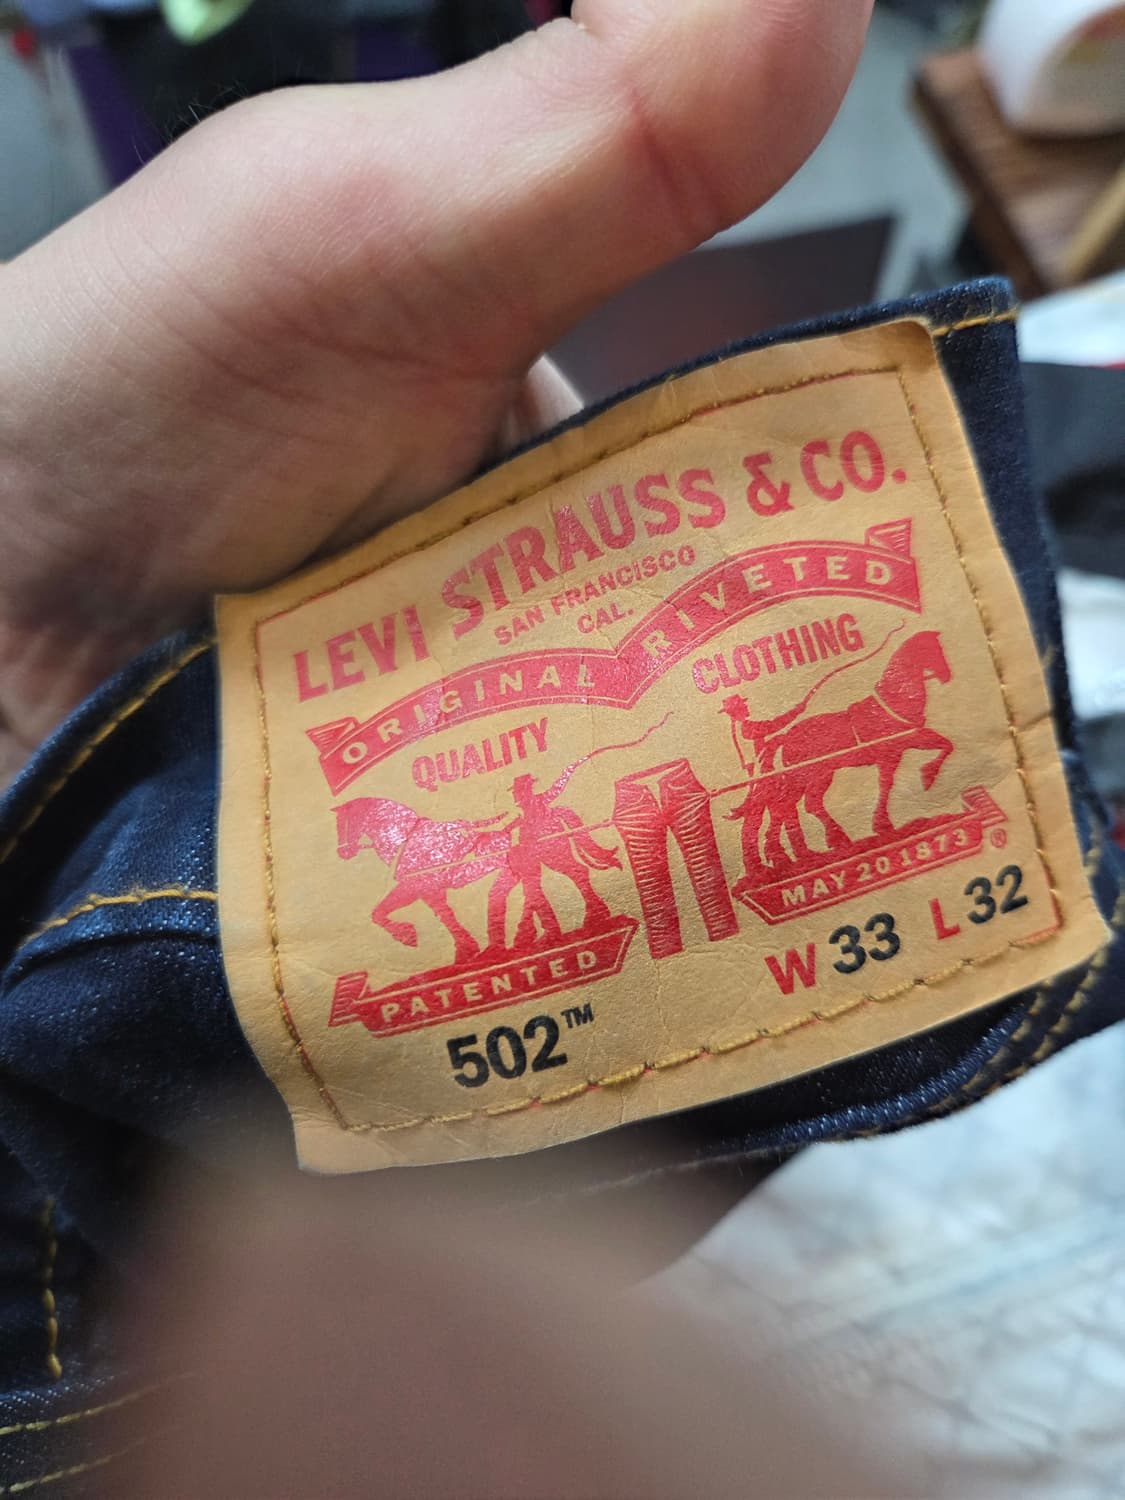 LEVI STRAUSS & CO.
SAN FRANCISCO
CAL.
ORIGINAL RIVETED
QUALITY CLOTHING
PATENTED MAY 20 1873 ®
502™ W 33 L 32